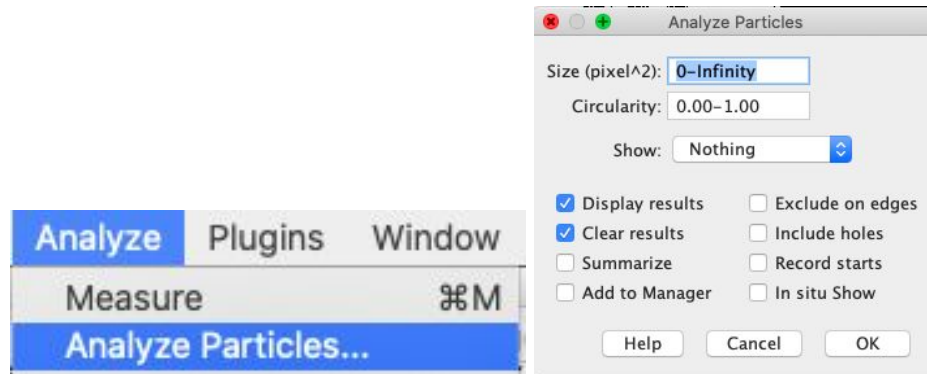 Analyze Plugins Window
Measure ⌘M
Analyze Particles...
Analyze Particles
Size (pixel^2): 0-Infinity
Circularity: 0.00-1.00
Show: Nothing
Display results Exclude on edges
Clear results Include holes
Summarize Record starts
Add to Manager In situ Show
Help Cancel OK